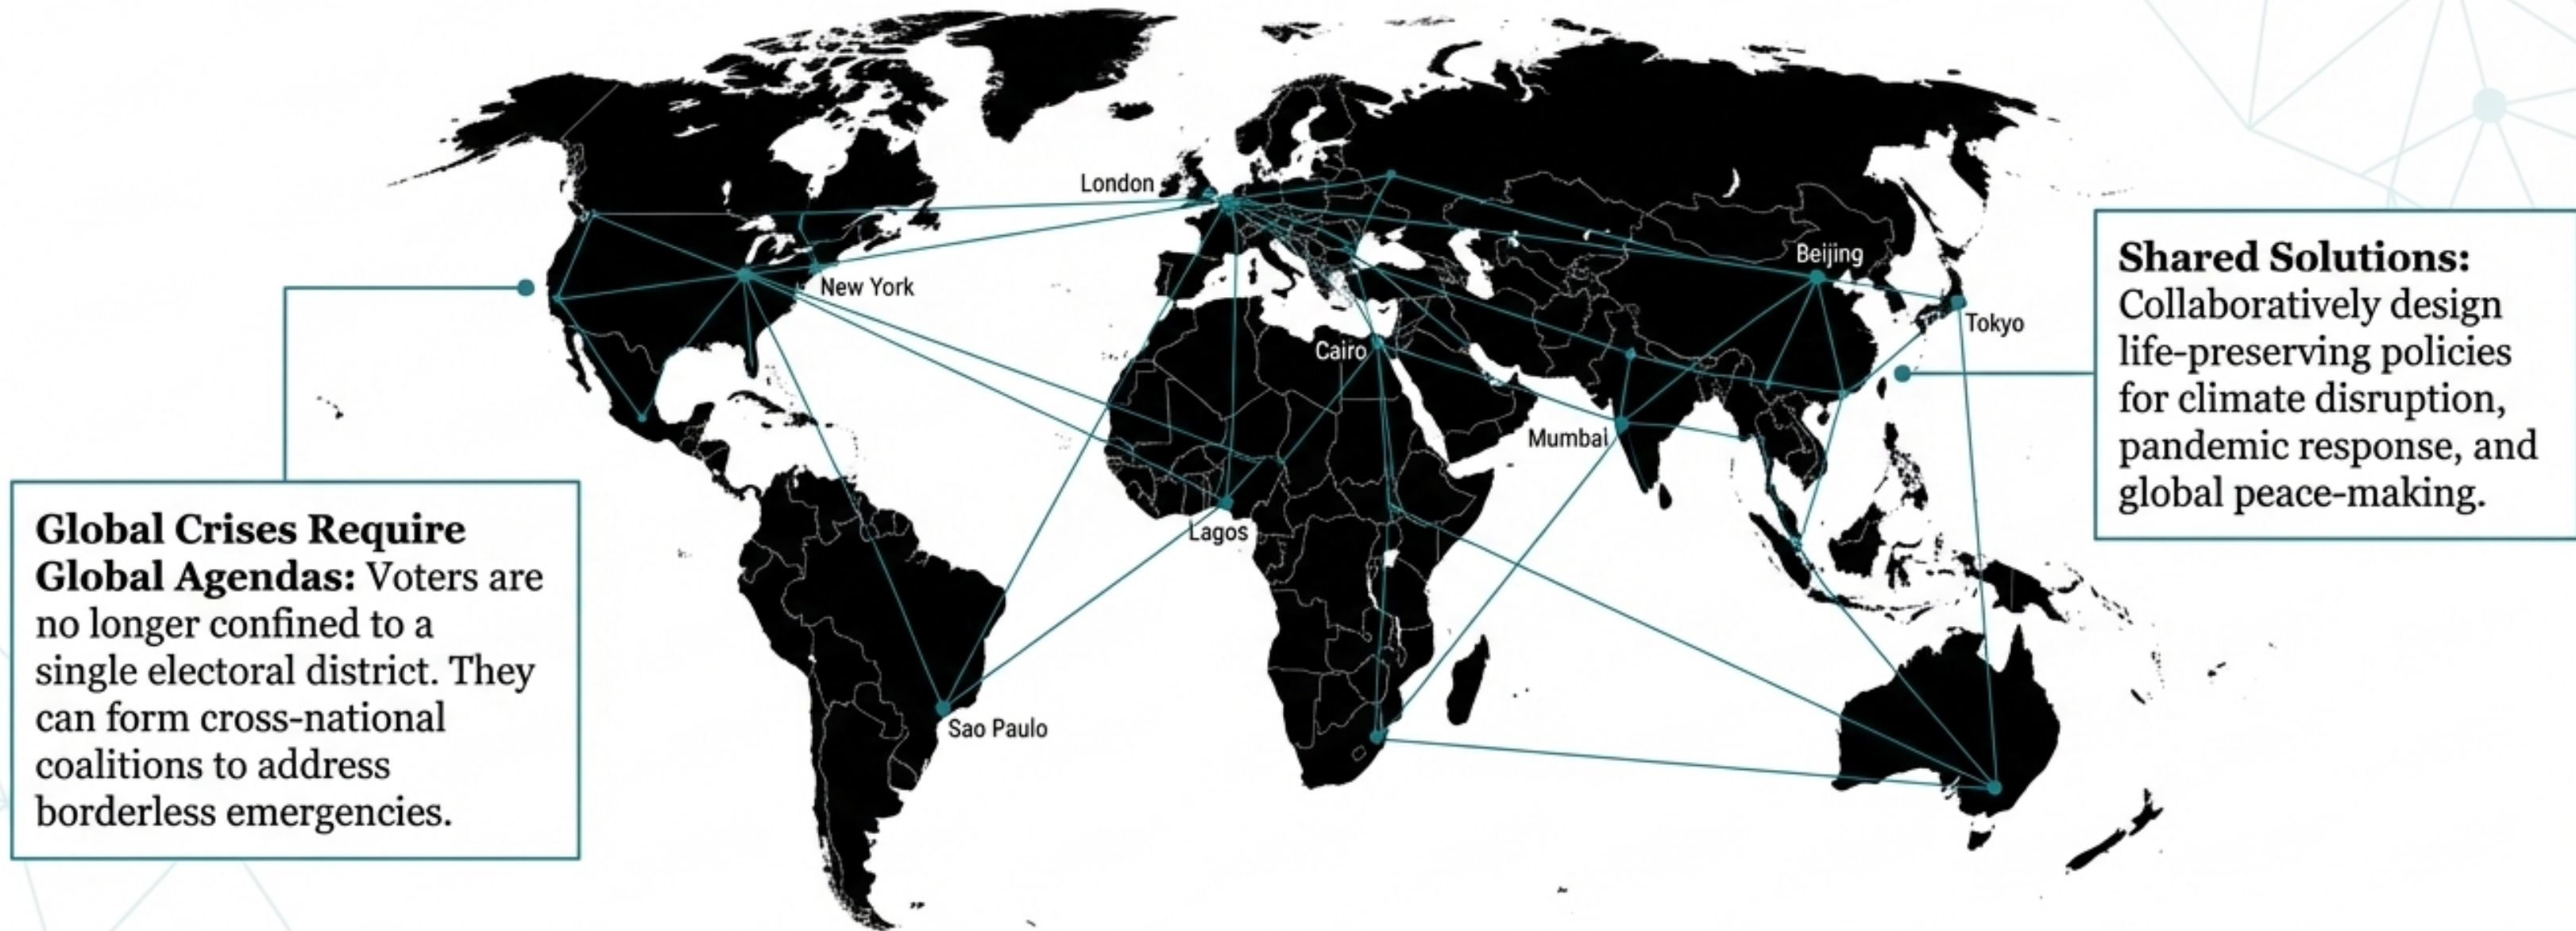 London
New York
Beijing
Tokyo
Cairo
Mumbai
Lagos
Sao Paulo
Global Crises Require
Global Agendas: Voters are
no longer confined to a
single electoral district. They
can form cross-national
coalitions to address
borderless emergencies.
Shared Solutions:
Collaboratively design
life-preserving policies
for climate disruption,
pandemic response, and
global peace-making.